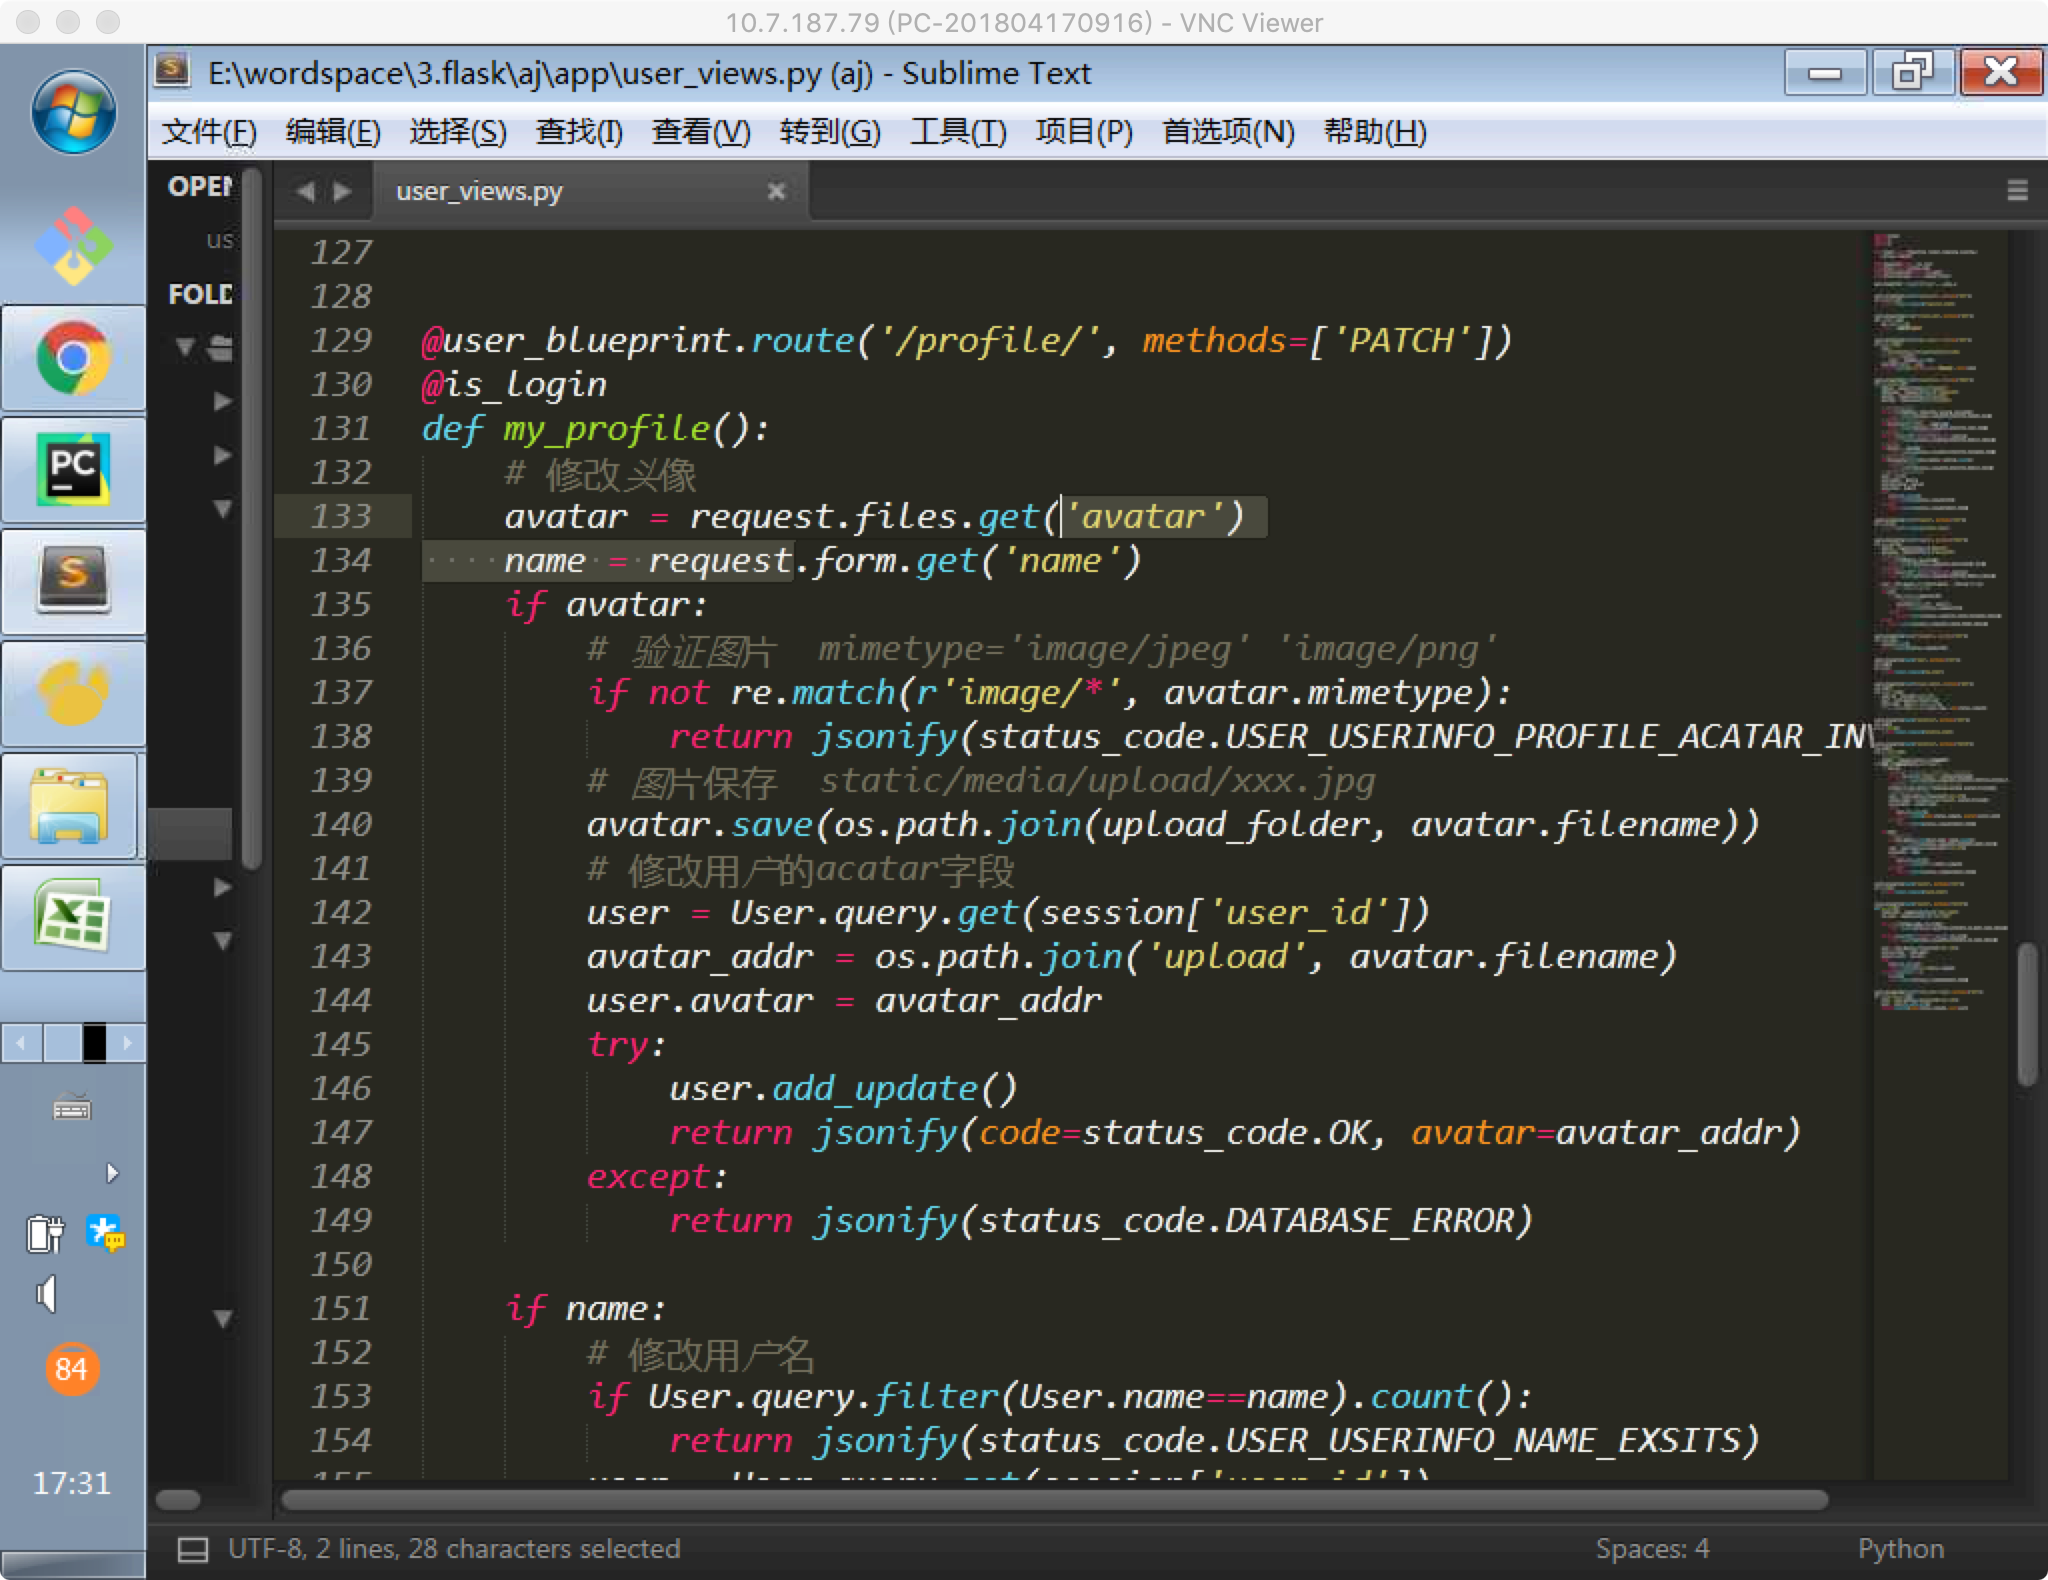 10.7.187.79 (PC-201804170916) - VNC Viewer
E:\wordspace\3.flask\aj\app\user_views.py (aj) - Sublime Text
文件(F) 编辑(E) 选择(S) 查找(I) 查看(V) 转到(G) 工具(T) 项目(P) 首选项(N) 帮助(H)
OPEN
us
FOLD
user_views.py
127
128
129 @user_blueprint.route('/profile/', methods=['PATCH'])
130 @is_login
131 def my_profile():
132 # 修改头像
133 avatar = request.files.get('avatar')
134 name = request.form.get('name')
135 if avatar:
136 # 验证图片 mimetype='image/jpeg' 'image/png'
137 if not re.match(r'image/*', avatar.mimetype):
138 return jsonify(status_code.USER_USERINFO_PROFILE_ACATAR_IN
139 # 图片保存 static/media/upload/xxx.jpg
140 avatar.save(os.path.join(upload_folder, avatar.filename))
141 # 修改用户的acatar字段
142 user = User.query.get(session['user_id'])
143 avatar_addr = os.path.join('upload', avatar.filename)
144 user.avatar = avatar_addr
145 try:
146 user.add_update()
147 return jsonify(code=status_code.OK, avatar=avatar_addr)
148 except:
149 return jsonify(status_code.DATABASE_ERROR)
150
151 if name:
152 # 修改用户名
153 if User.query.filter(User.name==name).count():
154 return jsonify(status_code.USER_USERINFO_NAME_EXSITS)
PC
84
17:31
UTF-8, 2 lines, 28 characters selected Spaces: 4 Python